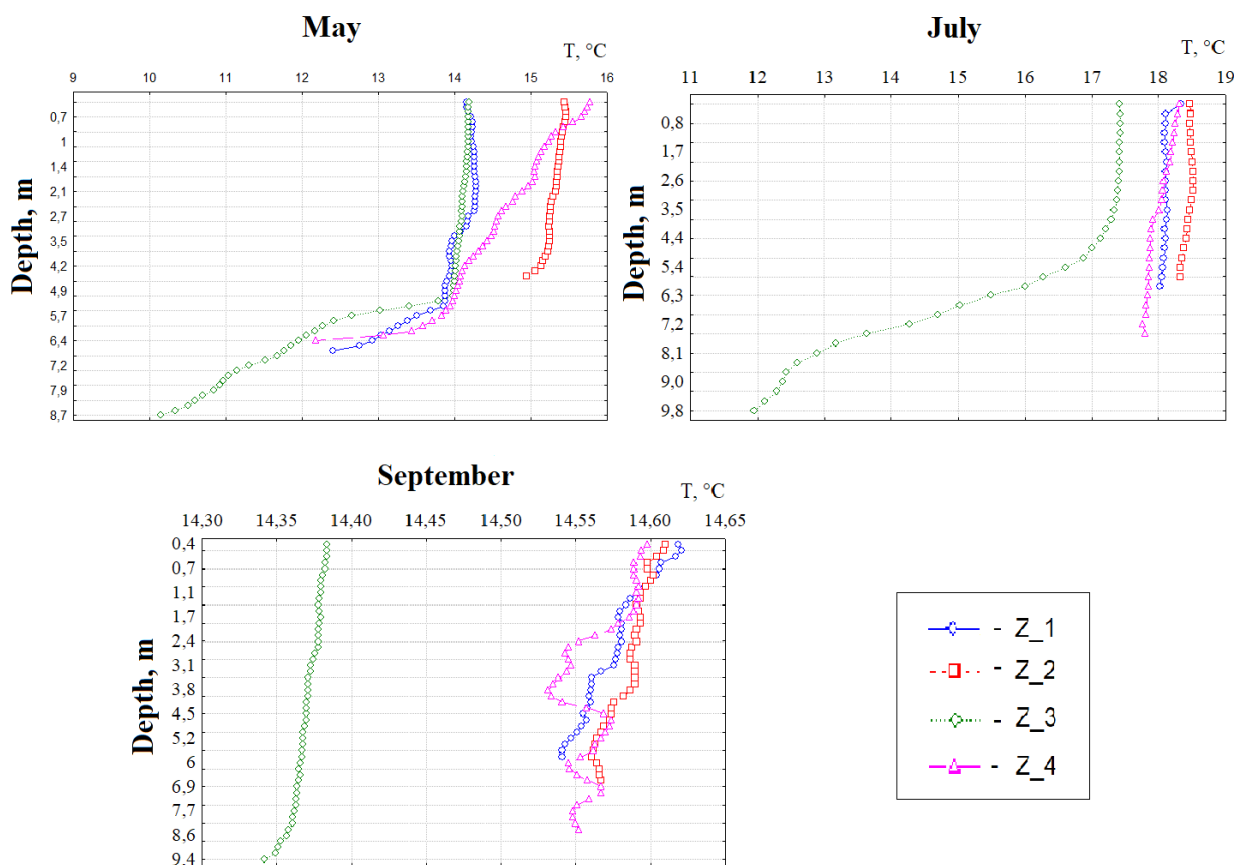 May
T, °C
9 10 11 12 13 14 15 16
Depth, m
0,7
1
1,4
2,1
2,7
3,5
4,2
4,9
5,7
6,4
7,2
7,9
8,7
July
T, °C
11 12 13 14 15 16 17 18 19
Depth, m
0,8
1,7
2,6
3,5
4,4
5,4
6,3
7,2
8,1
9,0
9,8
September
T, °C
14,30 14,35 14,40 14,45 14,50 14,55 14,60 14,65
Depth, m
0,4
0,7
1,1
1,7
2,4
3,1
3,8
4,5
5,2
6
6,9
7,7
8,6
9,4
- Z_1
- Z_2
- Z_3
- Z_4